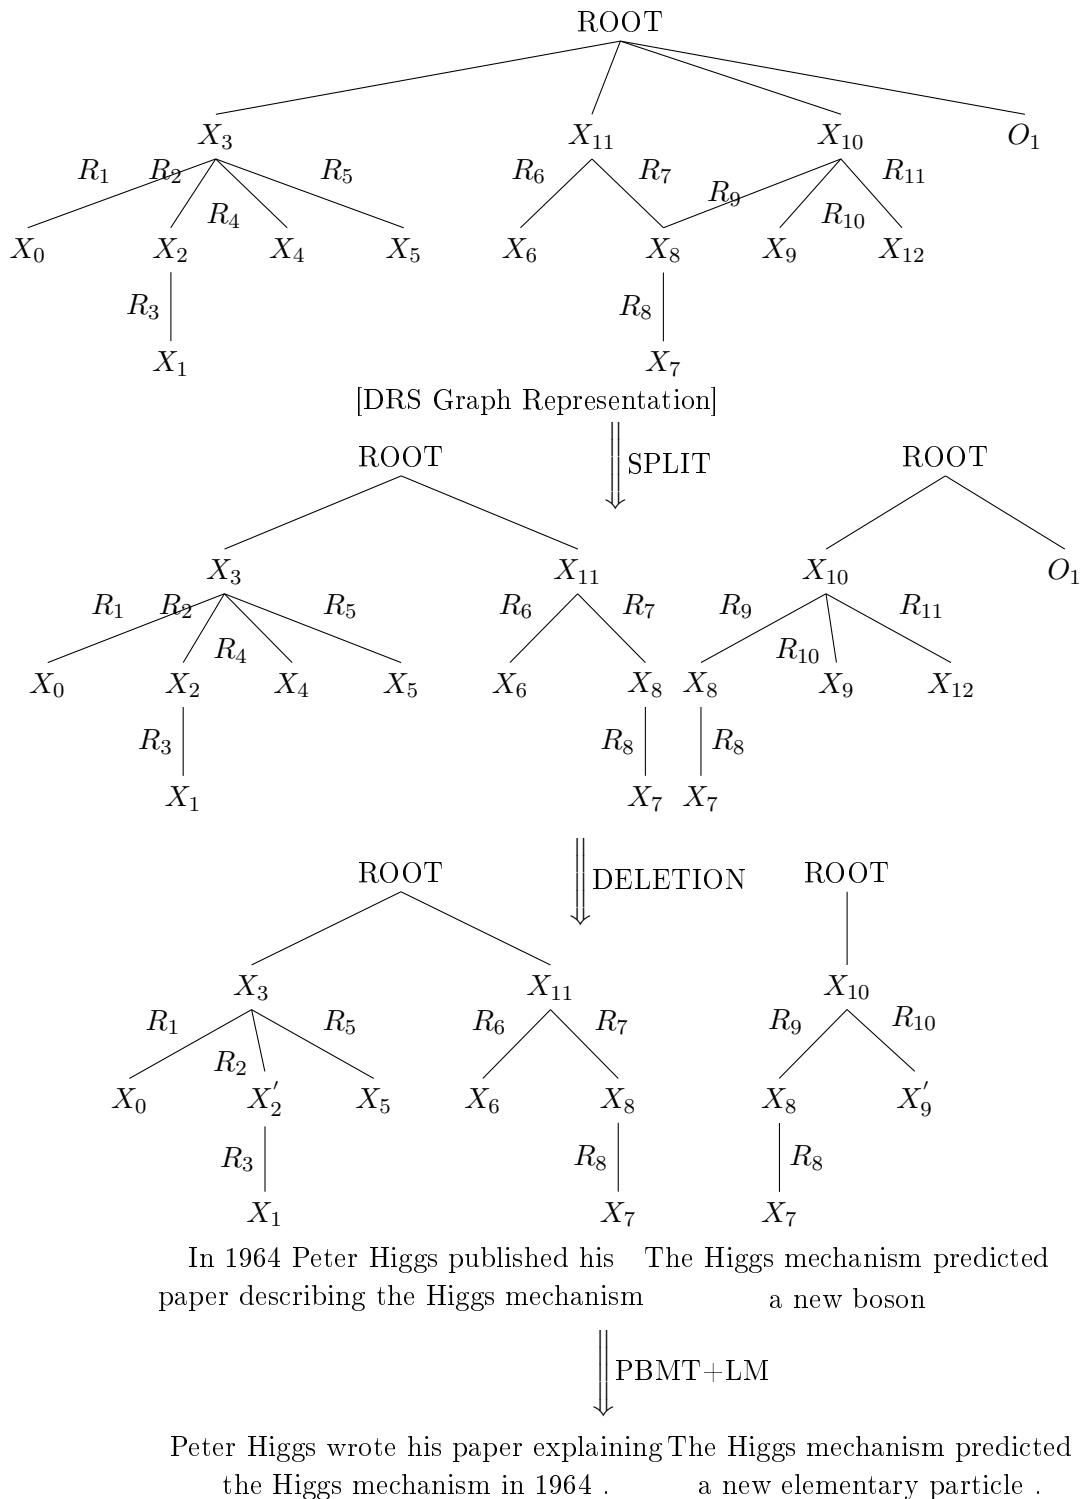 ROOT
X₃ X₁₁ X₁₀ O₁
R₁ R₂ R₅ R₆ R₇ R₉ R₁₁
R₄ R₁₀
X₀ X₂ X₄ X₅ X₆ X₈ X₉ X₁₂
R₃ R₈
X₁ X₇
[DRS Graph Representation]
ROOT SPLIT ROOT
X₃ X₁₁ X₁₀ O₁
R₁ R₂ R₅ R₆ R₇ R₉ R₁₁
R₄ R₁₀
X₀ X₂ X₄ X₅ X₆ X₈ X₈ X₉ X₁₂
R₃ R₈ R₈
X₁ X₇ X₇
ROOT DELETION ROOT
X₃ X₁₁ X₁₀
R₁ R₅ R₆ R₇ R₉ R₁₀
R₂
X₀ X₂′ X₅ X₆ X₈ X₈ X₉′
R₃ R₈ R₈
X₁ X₇ X₇
In 1964 Peter Higgs published his
paper describing the Higgs mechanism
The Higgs mechanism predicted
a new boson
PBMT+LM
Peter Higgs wrote his paper explaining
the Higgs mechanism in 1964 .
The Higgs mechanism predicted
a new elementary particle .